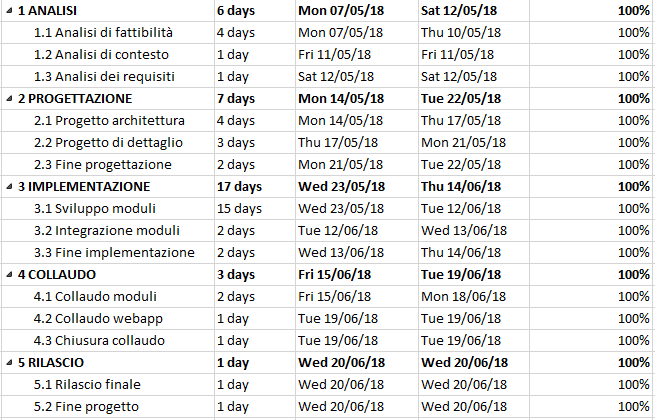 1 ANALISI 6 days Mon 07/05/18 Sat 12/05/18 100%
1.1 Analisi di fattibilità 4 days Mon 07/05/18 Thu 10/05/18 100%
1.2 Analisi di contesto 1 day Fri 11/05/18 Fri 11/05/18 100%
1.3 Analisi dei requisiti 1 day Sat 12/05/18 Sat 12/05/18 100%
2 PROGETTAZIONE 7 days Mon 14/05/18 Tue 22/05/18 100%
2.1 Progetto architettura 4 days Mon 14/05/18 Thu 17/05/18 100%
2.2 Progetto di dettaglio 3 days Thu 17/05/18 Mon 21/05/18 100%
2.3 Fine progettazione 2 days Mon 21/05/18 Tue 22/05/18 100%
3 IMPLEMENTAZIONE 17 days Wed 23/05/18 Thu 14/06/18 100%
3.1 Sviluppo moduli 15 days Wed 23/05/18 Tue 12/06/18 100%
3.2 Integrazione moduli 2 days Tue 12/06/18 Wed 13/06/18 100%
3.3 Fine implementazione 2 days Wed 13/06/18 Thu 14/06/18 100%
4 COLLAUDO 3 days Fri 15/06/18 Tue 19/06/18 100%
4.1 Collaudo moduli 2 days Fri 15/06/18 Mon 18/06/18 100%
4.2 Collaudo webapp 1 day Tue 19/06/18 Tue 19/06/18 100%
4.3 Chiusura collaudo 1 day Tue 19/06/18 Tue 19/06/18 100%
5 RILASCIO 1 day Wed 20/06/18 Wed 20/06/18 100%
5.1 Rilascio finale 1 day Wed 20/06/18 Wed 20/06/18 100%
5.2 Fine progetto 1 day Wed 20/06/18 Wed 20/06/18 100%